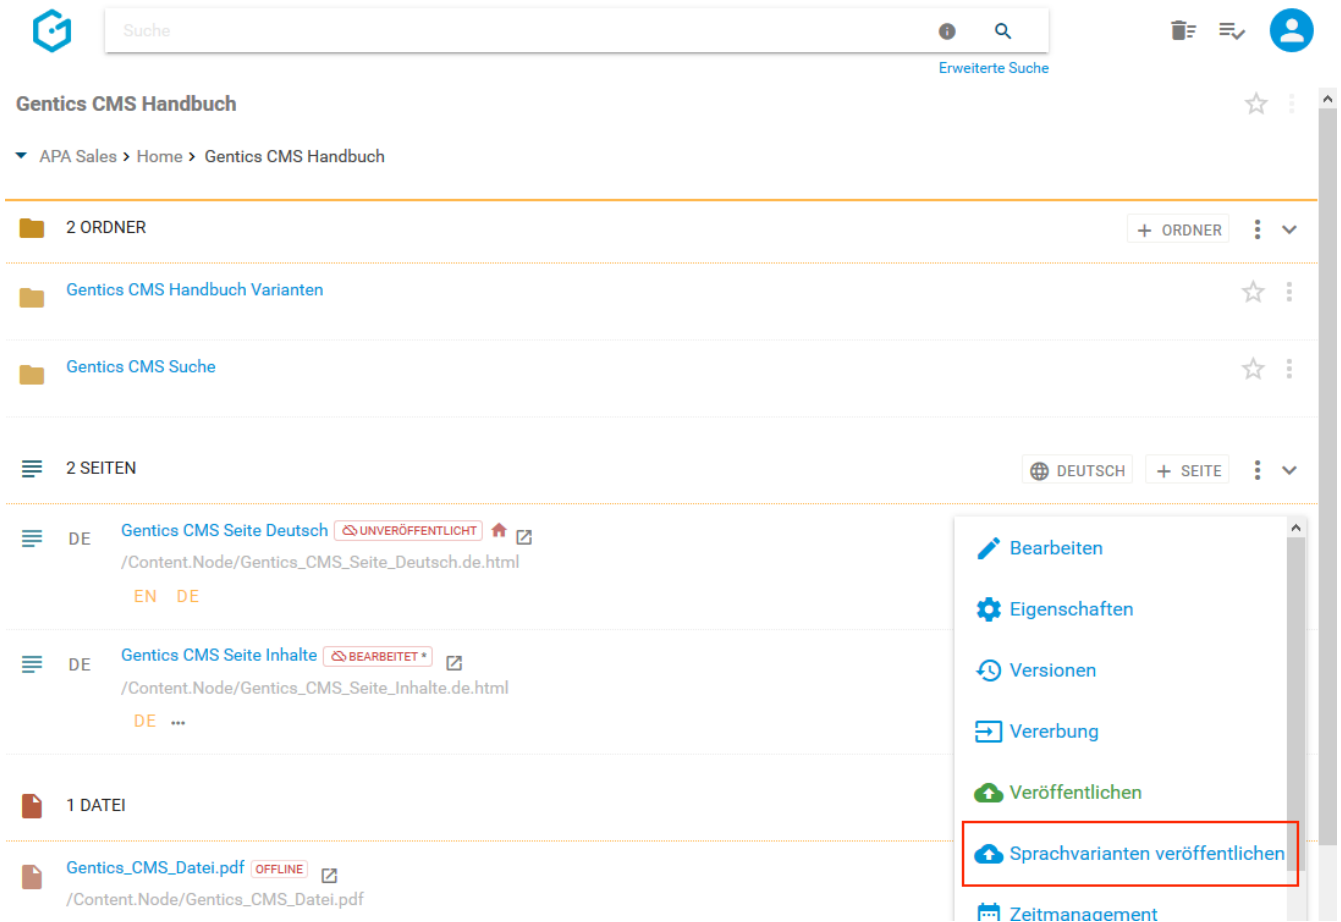 Suche
Erweiterte Suche
Gentics CMS Handbuch
APA Sales > Home > Gentics CMS Handbuch
2 ORDNER
+ ORDNER
Gentics CMS Handbuch Varianten
Gentics CMS Suche
2 SEITEN
DEUTSCH
+ SEITE
DE
Gentics CMS Seite Deutsch UNVERÖFFENTLICHT
/Content.Node/Gentics_CMS_Seite_Deutsch.de.html
EN DE
DE
Gentics CMS Seite Inhalte BEARBEITET *
/Content.Node/Gentics_CMS_Seite_Inhalte.de.html
DE ...
1 DATEI
Gentics_CMS_Datei.pdf OFFLINE
/Content.Node/Gentics_CMS_Datei.pdf
Bearbeiten
Eigenschaften
Versionen
Vererbung
Veröffentlichen
Sprachvarianten veröffentlichen
Zeitmanagement